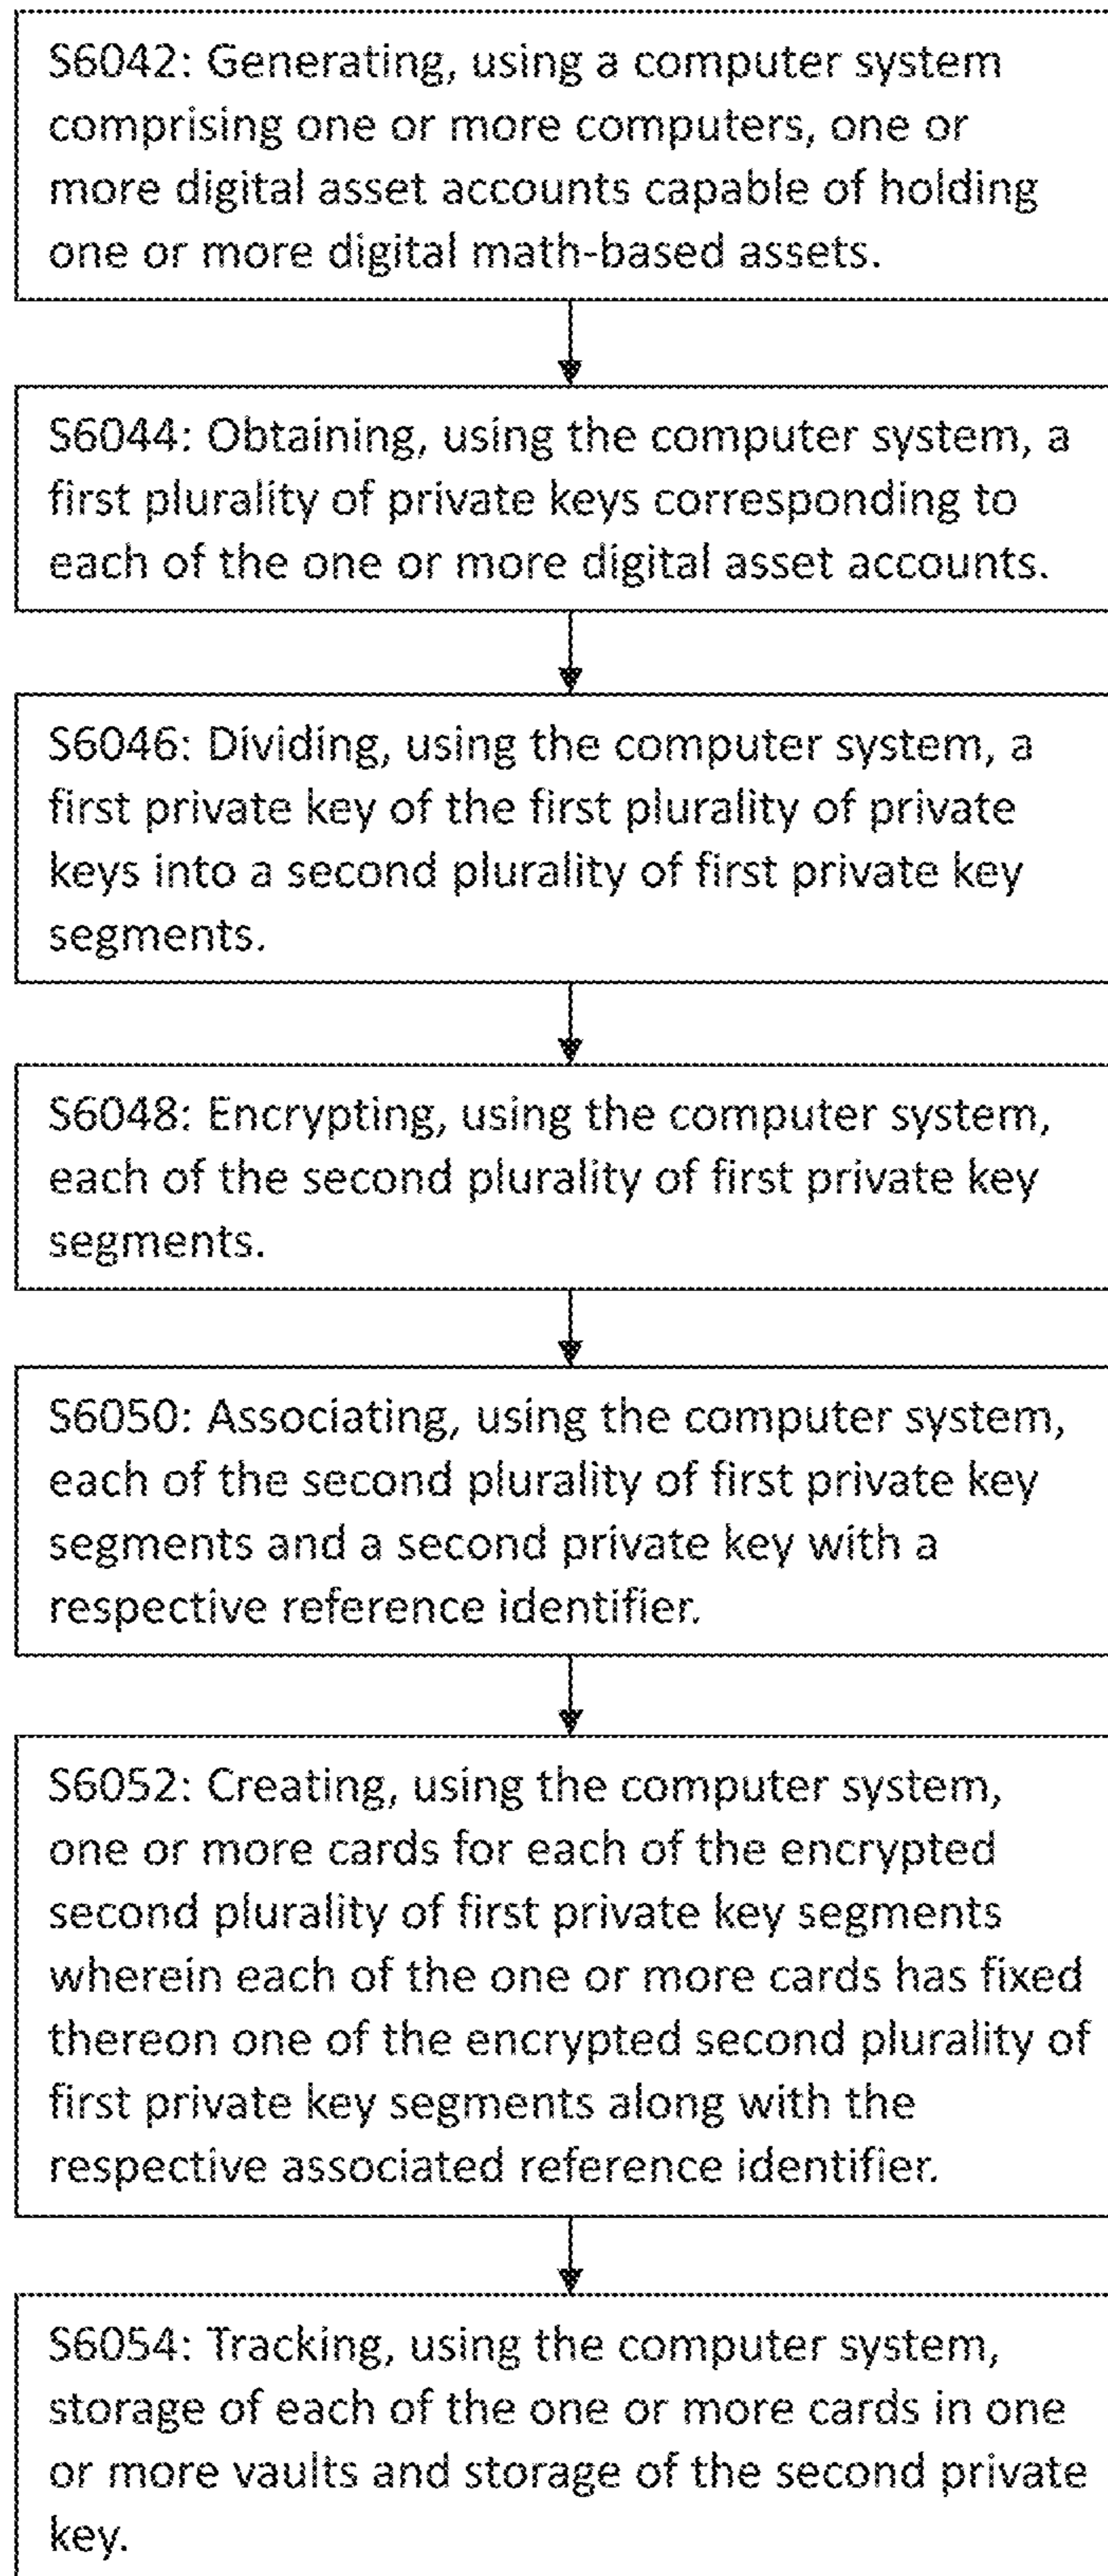 S6042: Generating, using a computer system
comprising one or more computers, one or
more digital asset accounts capable of holding
one or more digital math-based assets.
S6044: Obtaining, using the computer system, a
first plurality of private keys corresponding to
each of the one or more digital asset accounts.
S6046: Dividing, using the computer system, a
first private key of the first plurality of private
keys into a second plurality of first private key
segments.
S6048: Encrypting, using the computer system,
each of the second plurality of first private key
segments.
S6050: Associating, using the computer system,
each of the second plurality of first private key
segments and a second private key with a
respective reference identifier.
S6052: Creating, using the computer system,
one or more cards for each of the encrypted
second plurality of first private key segments
wherein each of the one or more cards has fixed
thereon one of the encrypted second plurality of
first private key segments along with the
respective associated reference identifier.
S6054: Tracking, using the computer system,
storage of each of the one or more cards in one
or more vaults and storage of the second private
key.